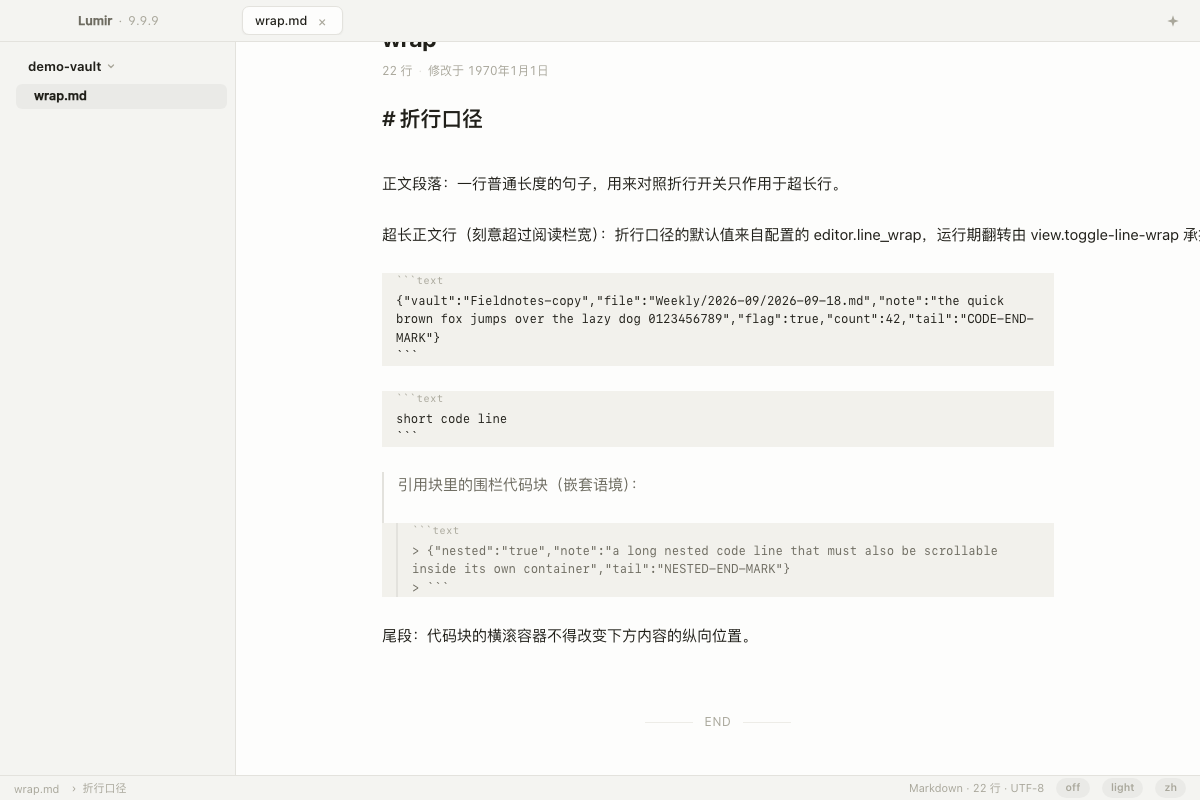 Lumir · 9.9.9
wrap.md ×
demo-vault
wrap.md
wrap
22 行 · 修改于 1970年1月1日
# 折行口径
正文段落：一行普通长度的句子，用来对照折行开关只作用于超长行。
超长正文行（刻意超过阅读栏宽）：折行口径的默认值来自配置的 editor.line_wrap，运行期翻转由 view.toggle-line-wrap 承
```text
{"vault":"Fieldnotes-copy","file":"Weekly/2026-09/2026-09-18.md","note":"the quick
brown fox jumps over the lazy dog 0123456789","flag":true,"count":42,"tail":"CODE-END-
MARK"}
```
```text
short code line
```
引用块里的围栏代码块（嵌套语境）：
```text
> {"nested":"true","note":"a long nested code line that must also be scrollable
inside its own container","tail":"NESTED-END-MARK"}
> ```
尾段：代码块的横滚容器不得改变下方内容的纵向位置。
END
wrap.md › 折行口径
Markdown · 22 行 · UTF-8 off light zh